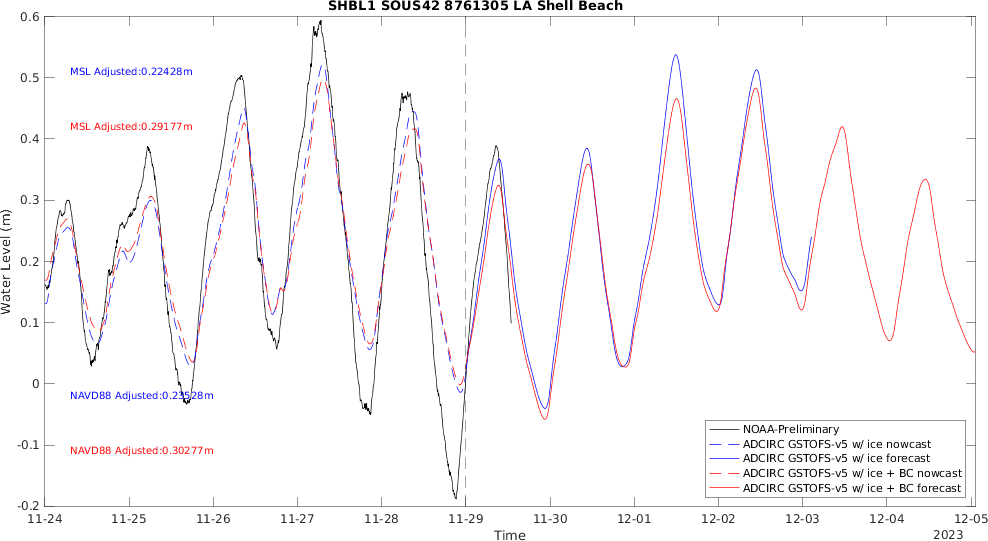 SHBL1 SOUS42 8761305 LA Shell Beach
Water Level (m)
0.6
0.5
0.4
0.3
0.2
0.1
0
-0.1
-0.2
MSL Adjusted:0.22428m
MSL Adjusted:0.29177m
NAVD88 Adjusted:0.23528m
NAVD88 Adjusted:0.30277m
NOAA-Preliminary
ADCIRC GSTOFS-v5 w/ ice nowcast
ADCIRC GSTOFS-v5 w/ ice forecast
ADCIRC GSTOFS-v5 w/ ice + BC nowcast
ADCIRC GSTOFS-v5 w/ ice + BC forecast
11-24 11-25 11-26 11-27 11-28 11-29 11-30 12-01 12-02 12-03 12-04 12-05
Time
2023